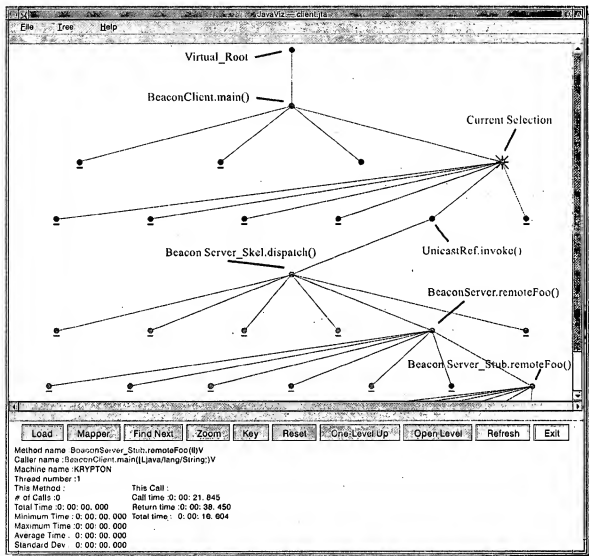 JavaViz — client.jta
File Tree Help
Virtual_Root
BeaconClient.main()
Current Selection
Beacon Server_Skel.dispatch()
UnicastRef.invoke()
BeaconServer.remoteFoo()
Beacon Server_Stub.remoteFoo()
Load Mapper Find Next Zoom Key Reset One-Level Up Open-Level Refresh Exit
Method name :BeaconServer_Stub.remoteFoo(II)V
Caller name :BeaconClient.main([Ljava/lang/String;)V
Machine name :KRYPTON
Thread number :1
This Method : This Call :
# of Calls :0 Call time :0: 00: 21. 845
Total Time :0: 00: 00. 000 Return time :0: 00: 38. 450
Minimum Time : 0: 00: 00. 000 Total time : 0: 00: 16. 604
Maximum Time :0: 00: 00. 000
Average Time : 0: 00: 00. 000
Standard Dev : 0: 00: 00. 000